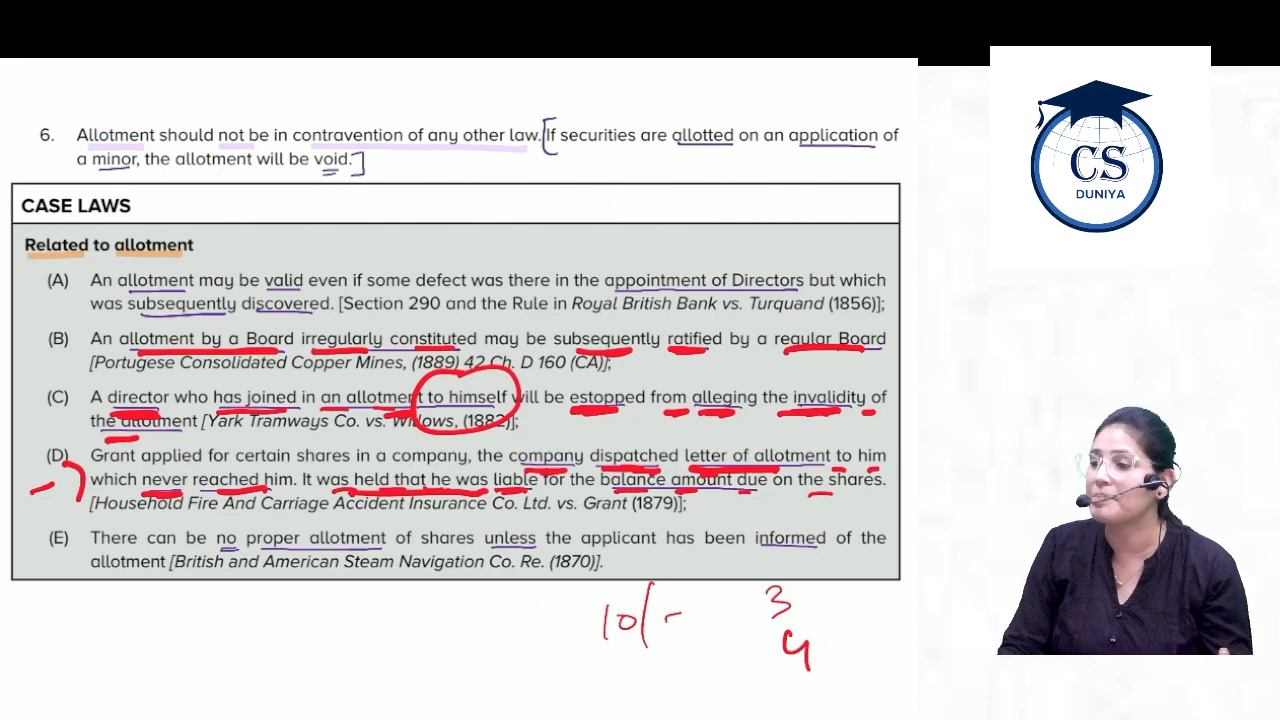 6. Allotment should not be in contravention of any other law. If securities are allotted on an application of
a minor, the allotment will be void.
CASE LAWS
Related to allotment
(A) An allotment may be valid even if some defect was there in the appointment of Directors but which
was subsequently discovered. [Section 290 and the Rule in Royal British Bank vs. Turquand (1856)];
(B) An allotment by a Board irregularly constituted may be subsequently ratified by a regular Board
[Portugese Consolidated Copper Mines, (1889) 42 Ch. D 160 (CA)];
(C) A director who has joined in an allotment to himself will be estopped from alleging the invalidity of
the allotment [Yark Tramways Co. vs. Willows, (1882)];
(D) Grant applied for certain shares in a company, the company dispatched letter of allotment to him
which never reached him. It was held that he was liable for the balance amount due on the shares.
[Household Fire And Carriage Accident Insurance Co. Ltd. vs. Grant (1879)];
(E) There can be no proper allotment of shares unless the applicant has been informed of the
allotment [British and American Steam Navigation Co. Re. (1870)].
10/- 3
4
CS
DUNIYA